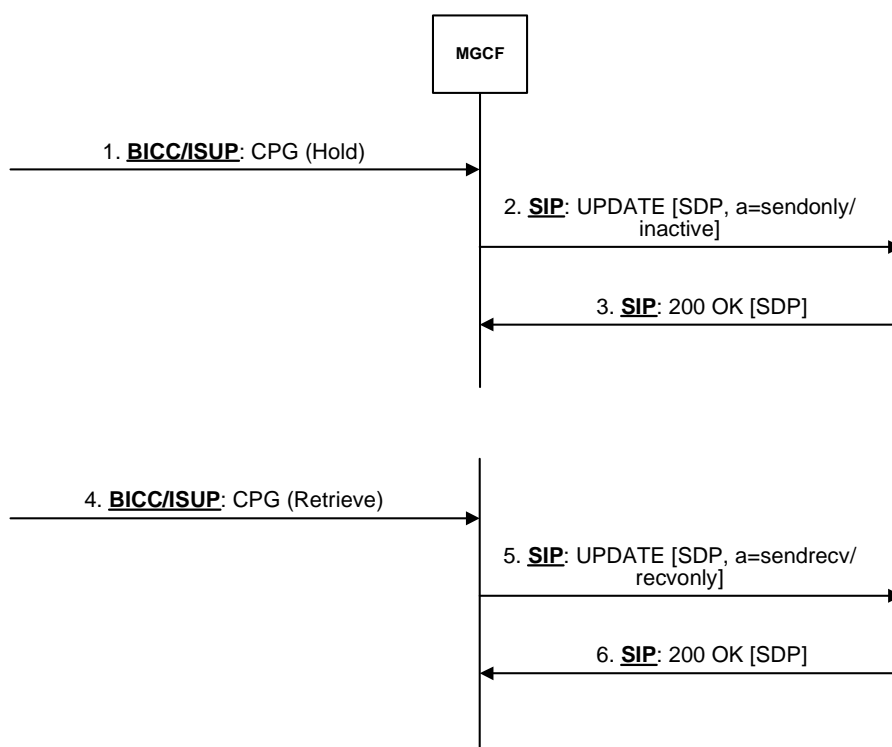 MGCF
1. BICC/ISUP: CPG (Hold)
2. SIP: UPDATE [SDP, a=sendonly/
inactive]
3. SIP: 200 OK [SDP]
4. BICC/ISUP: CPG (Retrieve)
5. SIP: UPDATE [SDP, a=sendrecv/
recvonly]
6. SIP: 200 OK [SDP]